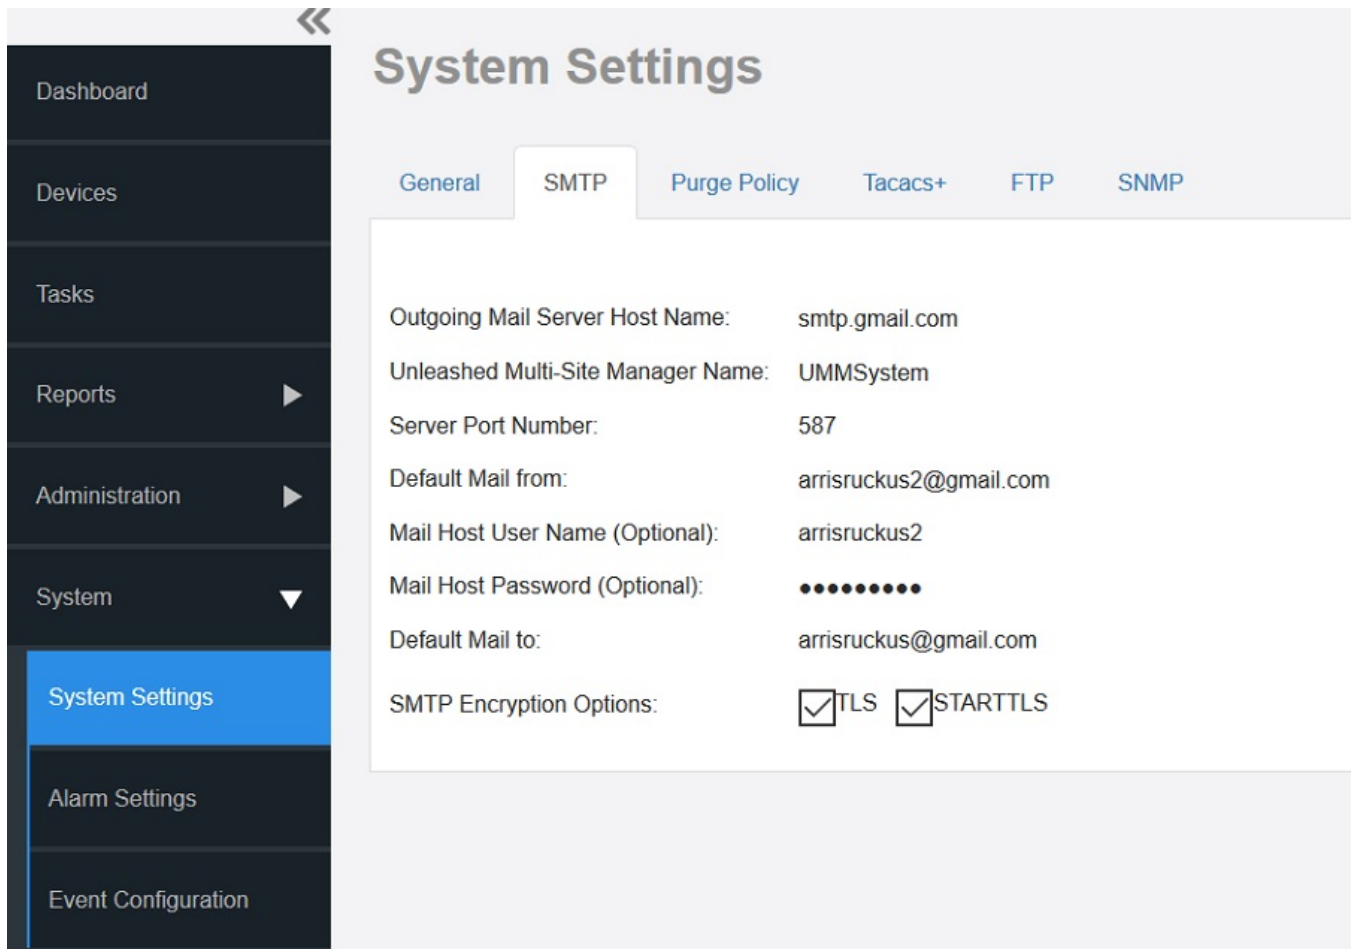 Dashboard
Devices
Tasks
Reports
Administration
System
System Settings
Alarm Settings
Event Configuration
System Settings
General SMTP Purge Policy Tacacs+ FTP SNMP
Outgoing Mail Server Host Name: smtp.gmail.com
Unleashed Multi-Site Manager Name: UMMSystem
Server Port Number: 587
Default Mail from: arrisruckus2@gmail.com
Mail Host User Name (Optional): arrisruckus2
Mail Host Password (Optional): •••••••••
Default Mail to: arrisruckus@gmail.com
SMTP Encryption Options: TLS STARTTLS